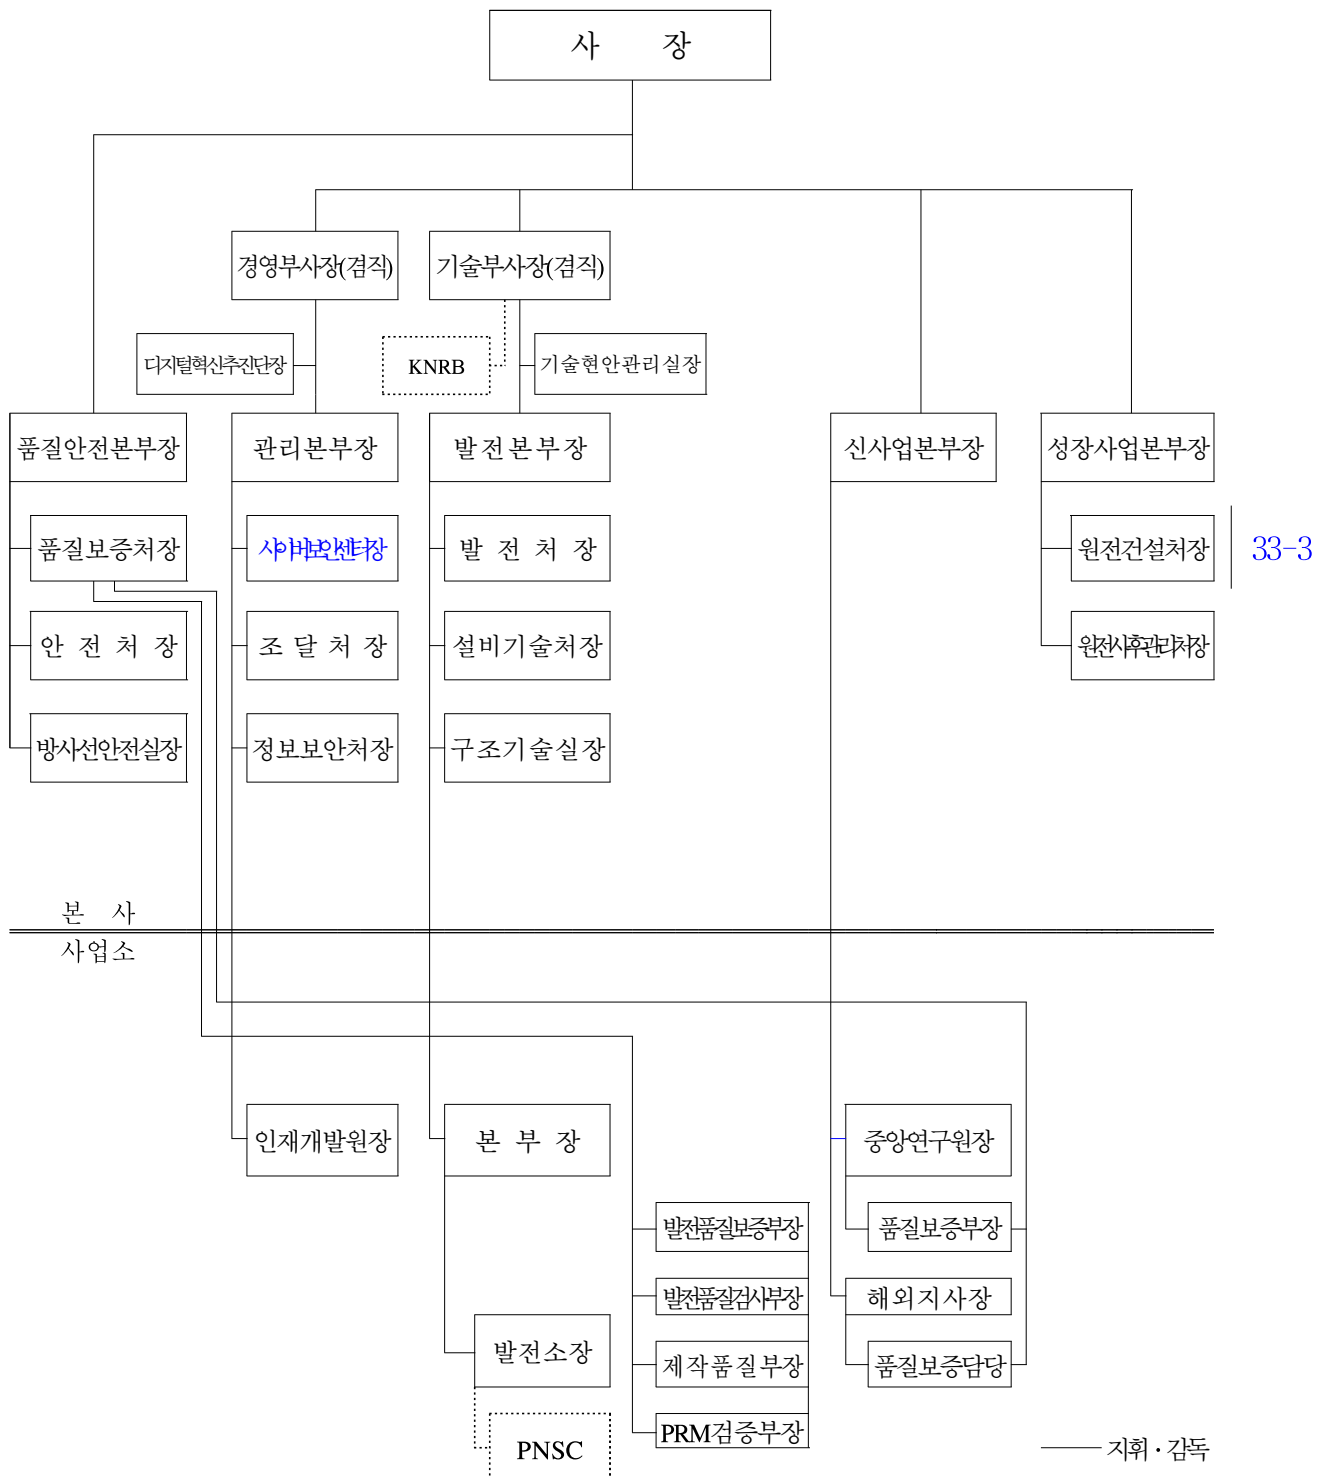 사 장
경영부사장(겸직)
기술부사장(겸직)
디지털혁신추진단장
KNRB
기술현안관리실장
품질안전본부장
관리본부장
발전본부장
신사업본부장
성장사업본부장
품질보증처장
사이버보안센터장
발 전 처 장
원전건설처장
33-3
안 전 처 장
조 달 처 장
설비기술처장
원전사후관리처장
방사선안전실장
정보보안처장
구조기술실장
본 사
사업소
인재개발원장
본 부 장
중앙연구원장
발전품질보증부장
품질보증부장
발전품질검사부장
해외지사장
발전소장
제작품질부장
품질보증담당
PRM검증부장
PNSC
지휘·감독